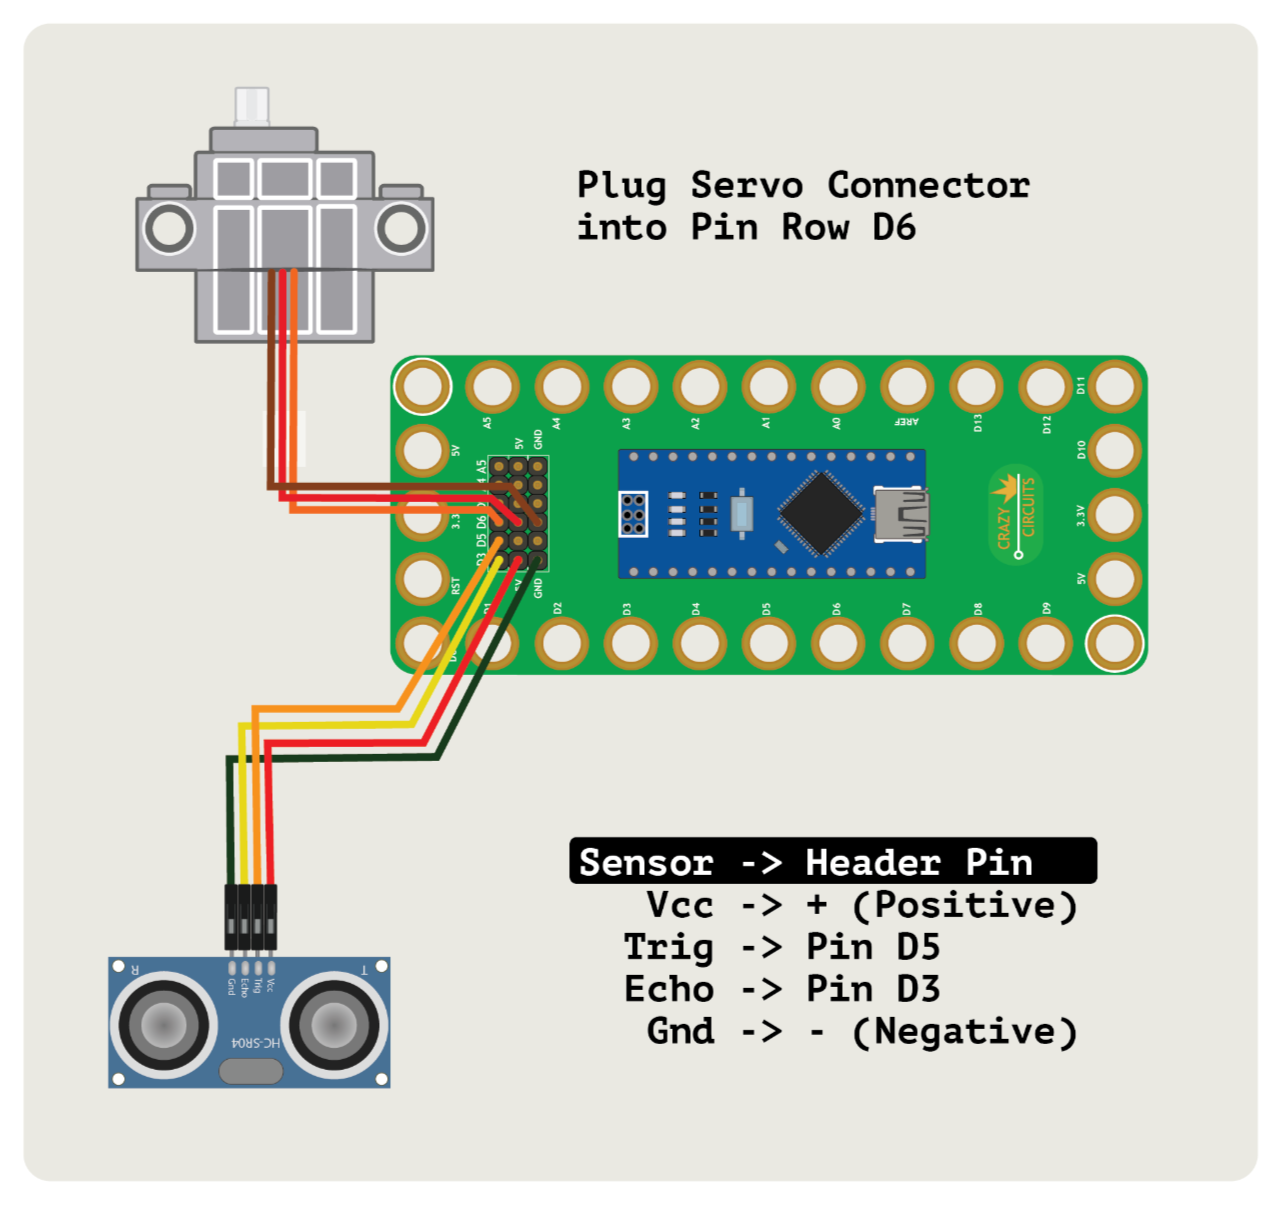 Plug Servo Connector
into Pin Row D6
A5
A4
A3
A2
A1
A0
AREF
D13
D12
D11
5V
D10
5V
GND
A5
3.3V
D6
D5
D3
CRAZY
CIRCUITS
RST
5V
GND
5V
D1
D2
D3
D4
D5
D6
D7
D8
D9
Sensor -> Header Pin
Vcc -> + (Positive)
Trig -> Pin D5
Echo -> Pin D3
Gnd -> - (Negative)
R
Gnd
Echo
Trig
Vcc
T
HC-SR04